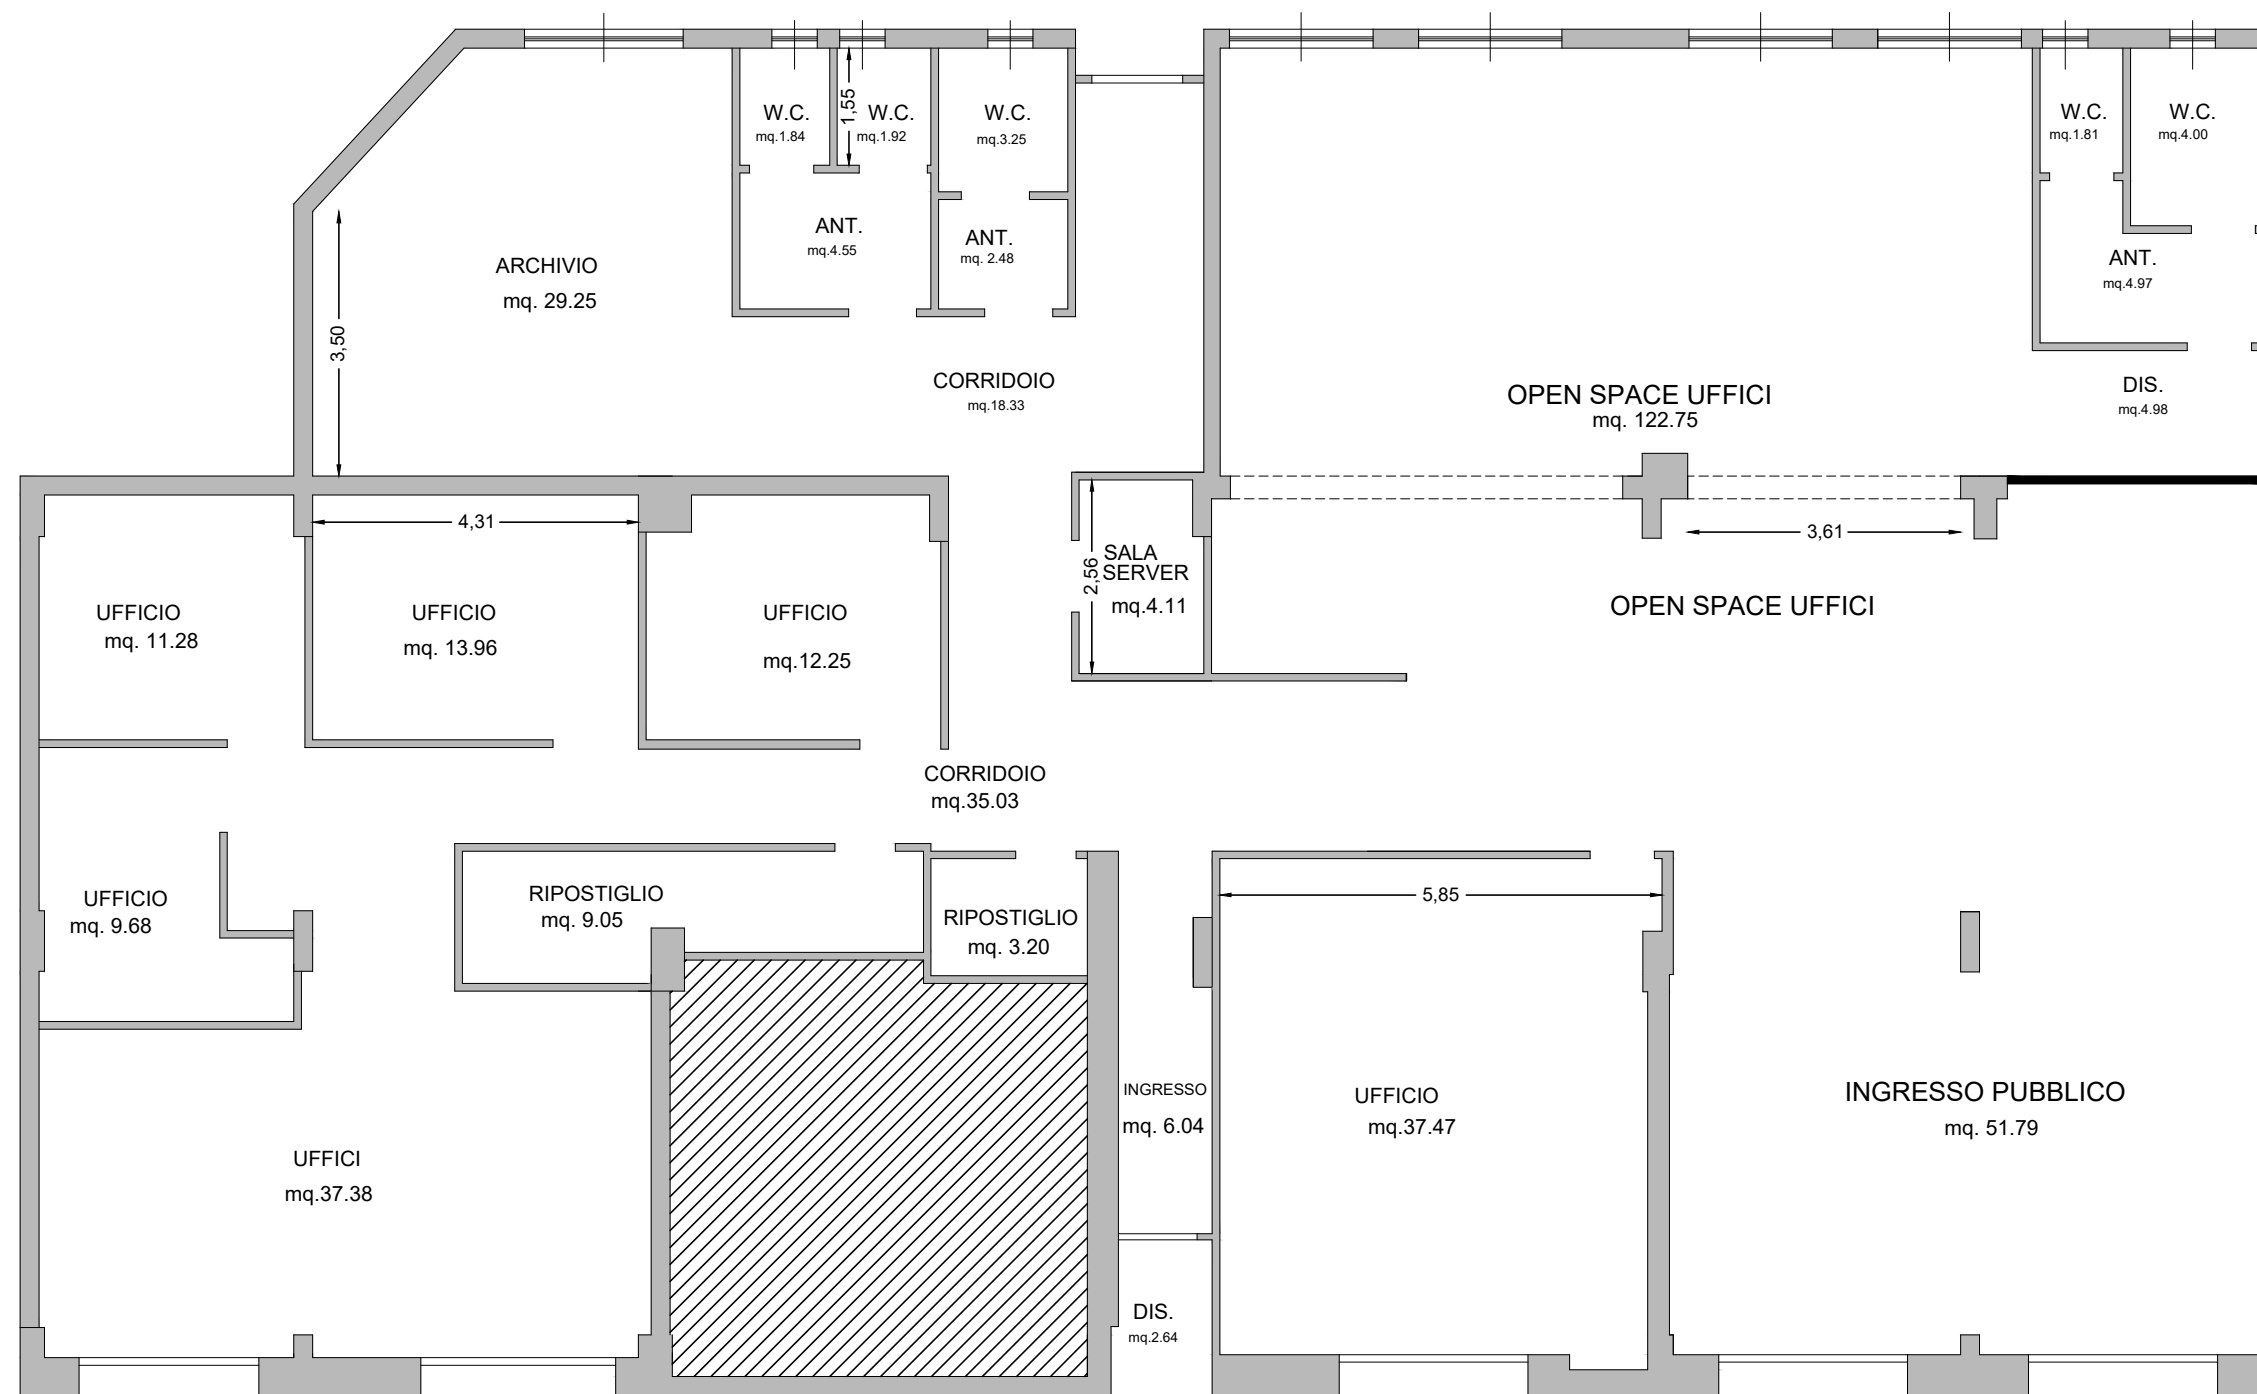 W.C.
mq.1.84
1,55
W.C.
mq.1.92
W.C.
mq.3.25
W.C.
mq.1.81
W.C.
mq.4.00
ANT.
mq.4.55
ANT.
mq. 2.48
ARCHIVIO
mq. 29.25
3,50
ANT.
mq.4.97
CORRIDOIO
mq.18.33
OPEN SPACE UFFICI
mq. 122.75
DIS.
mq.4.98
4,31
3,61
2,56
SALA
SERVER
mq.4.11
UFFICIO
mq. 11.28
UFFICIO
mq. 13.96
UFFICIO
mq.12.25
OPEN SPACE UFFICI
CORRIDOIO
mq.35.03
UFFICIO
mq. 9.68
RIPOSTIGLIO
mq. 9.05
RIPOSTIGLIO
mq. 3.20
5,85
INGRESSO
mq. 6.04
UFFICIO
mq.37.47
INGRESSO PUBBLICO
mq. 51.79
UFFICI
mq.37.38
DIS.
mq.2.64